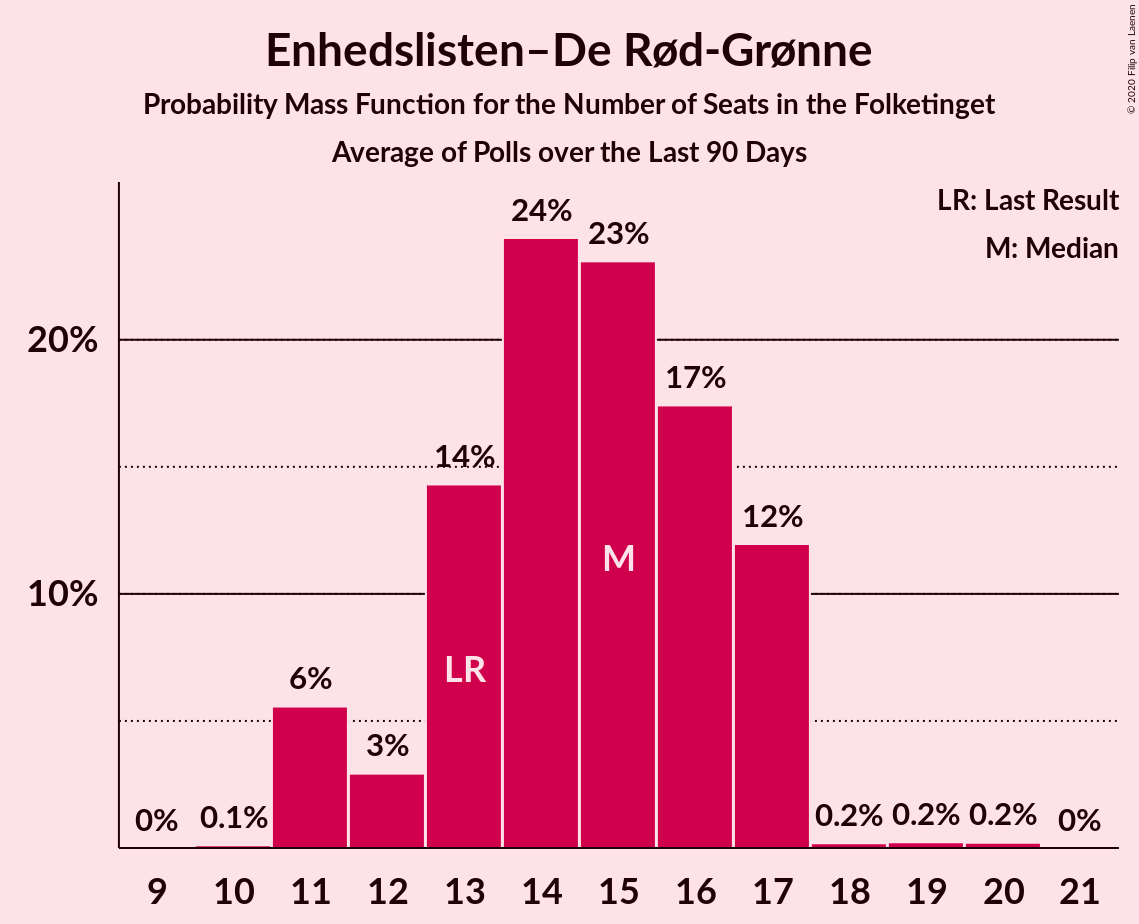 Enhedslisten–De Rød-Grønne
Probability Mass Function for the Number of Seats in the Folketinget
Average of Polls over the Last 90 Days
© 2020 Filip van Laenen
LR: Last Result
M: Median
24%
23%
20%
17%
14%
12%
M
10%
LR
6%
3%
0%
0.1%
0.2%
0.2%
0.2%
0%
9 10 11 12 13 14 15 16 17 18 19 20 21